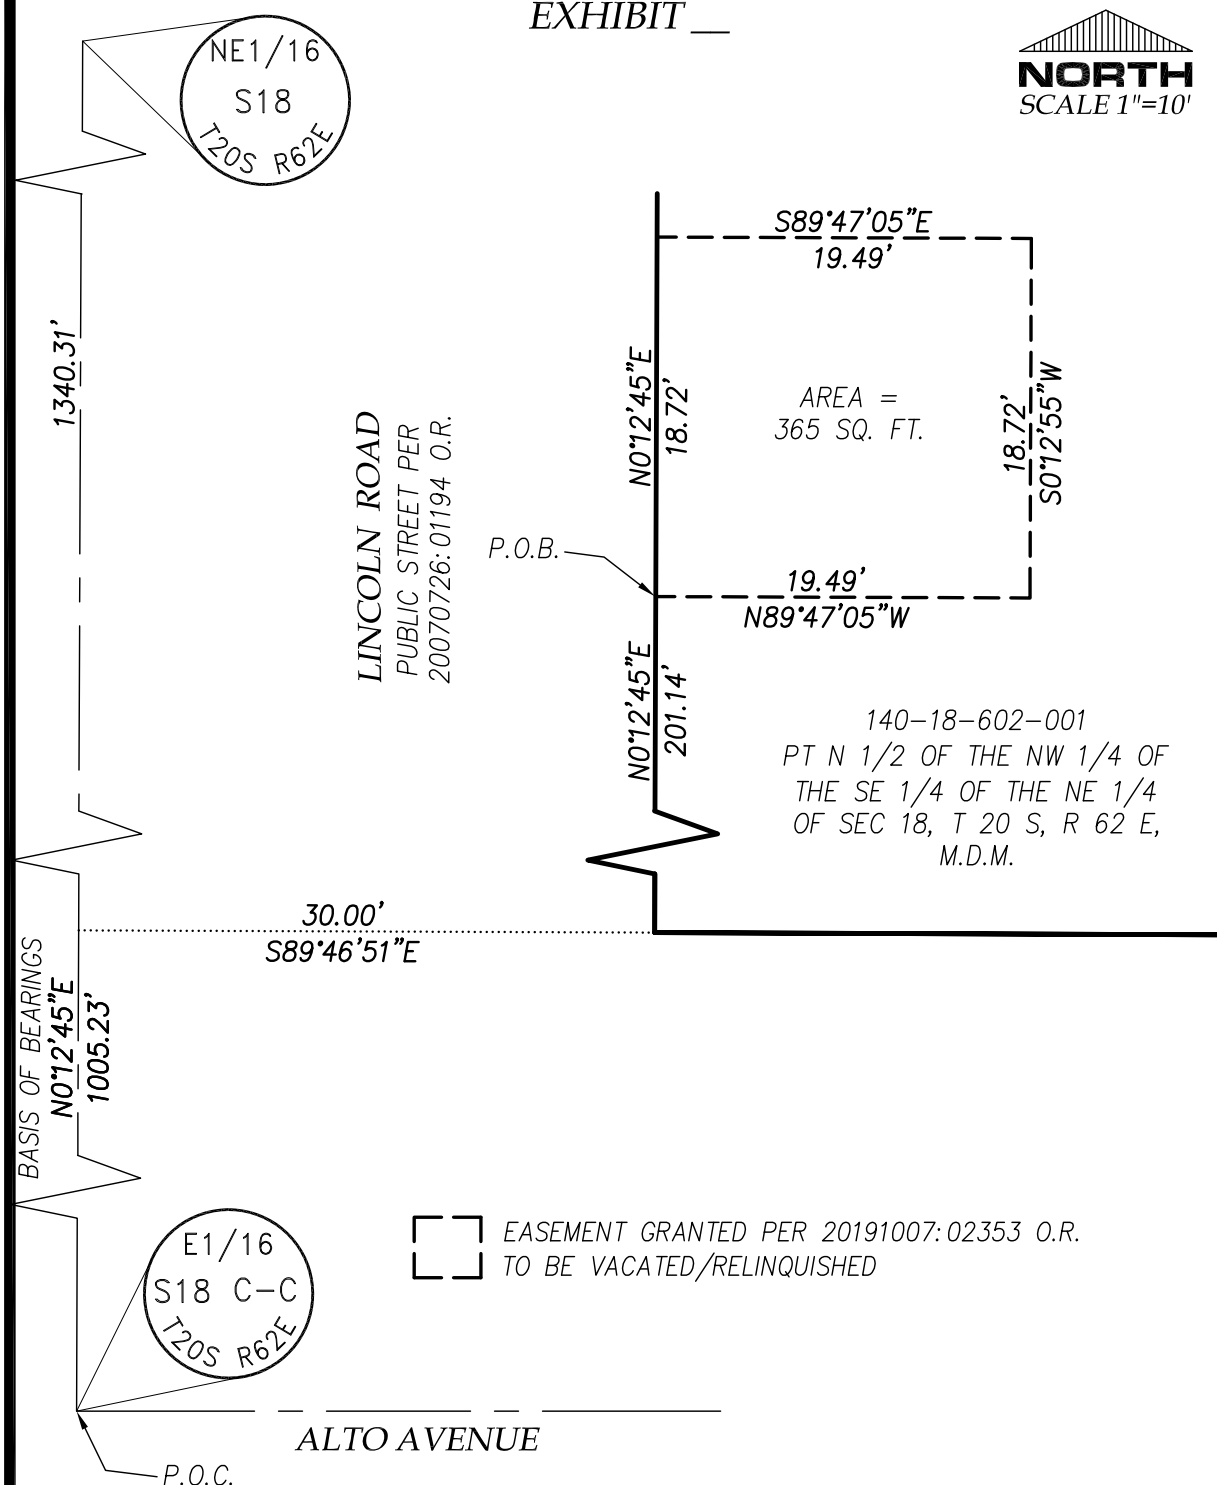 EXHIBIT __
NORTH
SCALE 1"=10'
NE1/16
S18
T20S R62E
S89°47'05"E
19.49'
1340.31'
N0°12'45"E
18.72'
AREA =
365 SQ. FT.
18.72'
S0°12'55"W
LINCOLN ROAD
PUBLIC STREET PER
20070726:01194 O.R.
P.O.B.
19.49'
N89°47'05"W
N0°12'45"E
201.14'
140-18-602-001
PT N 1/2 OF THE NW 1/4 OF
THE SE 1/4 OF THE NE 1/4
OF SEC 18, T 20 S, R 62 E,
M.D.M.
30.00'
S89°46'51"E
BASIS OF BEARINGS
N0°12'45"E
1005.23'
E1/16
S18 C-C
T20S R62E
EASEMENT GRANTED PER 20191007:02353 O.R.
TO BE VACATED/RELINQUISHED
ALTO AVENUE
P.O.C.